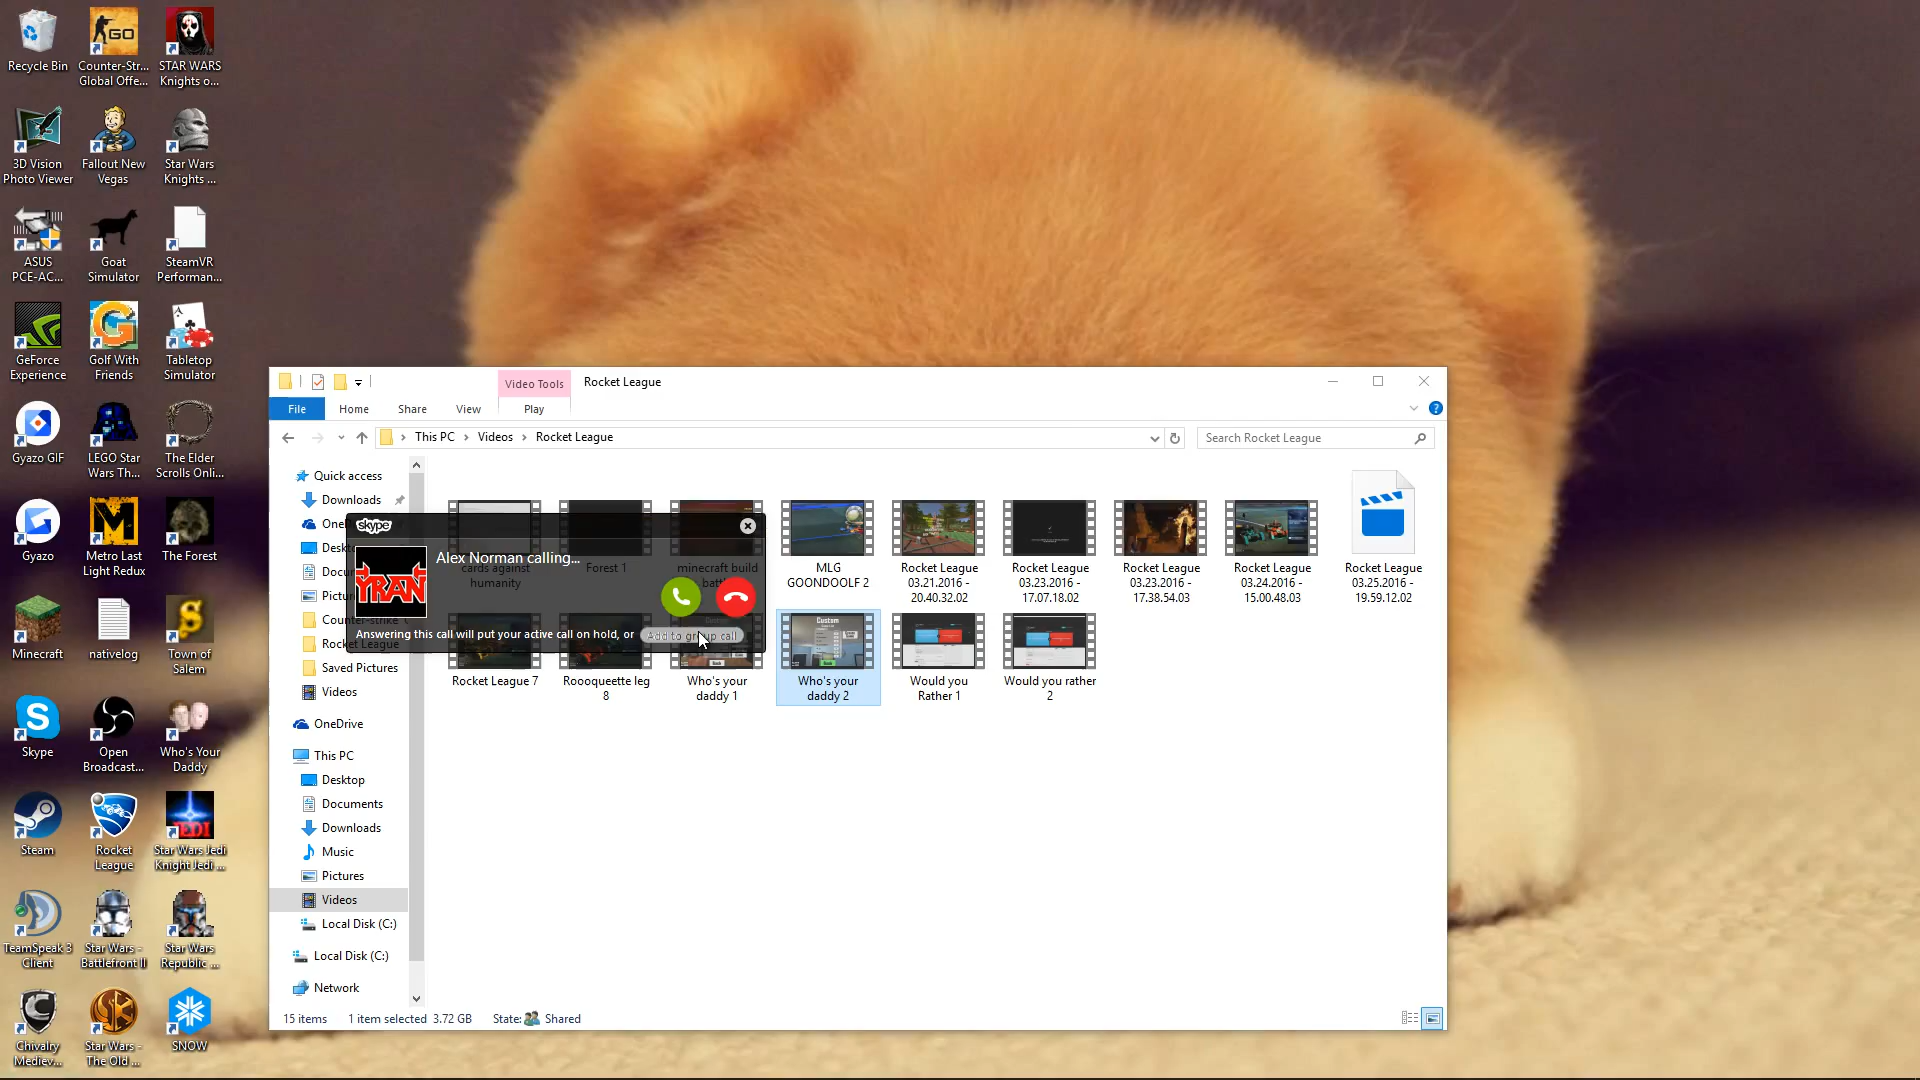 Recycle Bin
Counter-Str...
Global Offe...
STAR WARS
Knights o...
3D Vision
Photo Viewer
Fallout New
Vegas
Star Wars
Knights ...
ASUS
PCE-AC...
Goat
Simulator
SteamVR
Performan...
GeForce
Experience
Golf With
Friends
Tabletop
Simulator
Gyazo GIF
LEGO Star
Wars Th...
The Elder
Scrolls Onli...
Gyazo
Metro Last
Light Redux
The Forest
Minecraft
nativelog
Town of
Salem
Skype
Open
Broadcast...
Who's Your
Daddy
Steam
Rocket
League
Star Wars Jedi
Knight Jedi ...
TeamSpeak 3
Client
Star Wars -
Battlefront II
Star Wars
Republic ...
Chivalry
Mediev...
Star Wars -
The Old ...
SNOW
Video Tools
Rocket League
File
Home
Share
View
Play
This PC
Videos
Rocket League
Search Rocket League
Quick access
Downloads
Desk
Docu
Pictu
Counter-strike
Rocket League
Saved Pictures
Videos
OneDrive
This PC
Desktop
Documents
Downloads
Music
Pictures
Videos
Local Disk (C:)
Local Disk (C:)
Network
skype
Alex Norman calling...
YRAN
Answering this call will put your active call on hold, or
Add to group call
cards against
humanity
Forest 1
minecraft build
MLG
GOONDOOLF 2
Rocket League
03.21.2016 -
20.40.32.02
Rocket League
03.23.2016 -
17.07.18.02
Rocket League
03.23.2016 -
17.38.54.03
Rocket League
03.24.2016 -
15.00.48.03
Rocket League
03.25.2016 -
19.59.12.02
Rocket League 7
Roooqueette leg
8
Who's your
daddy 1
Who's your
daddy 2
Would you
Rather 1
Would you rather
2
15 items
1 item selected 3.72 GB
State:
Shared